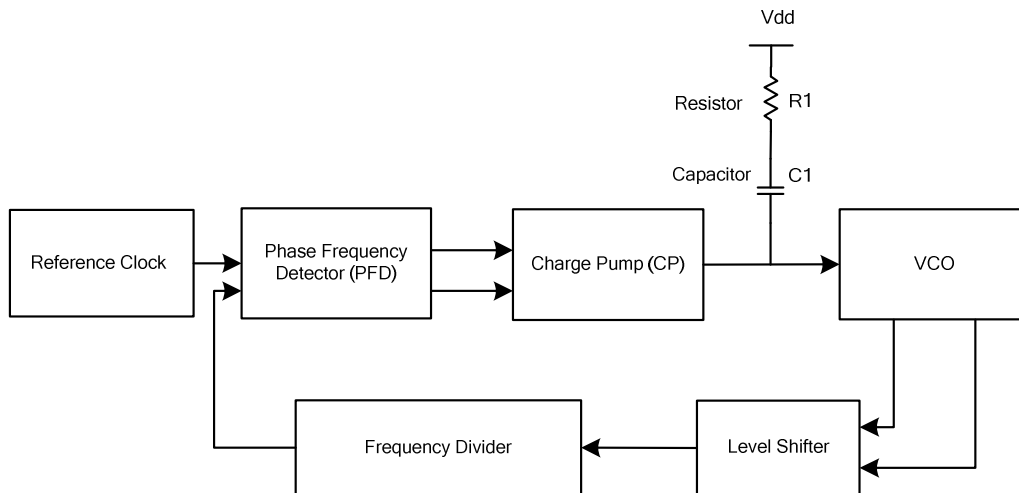 Vdd
Resistor
R1
Capacitor
C1
Reference Clock
Phase Frequency
Detector (PFD)
Charge Pump (CP)
VCO
Frequency Divider
Level Shifter